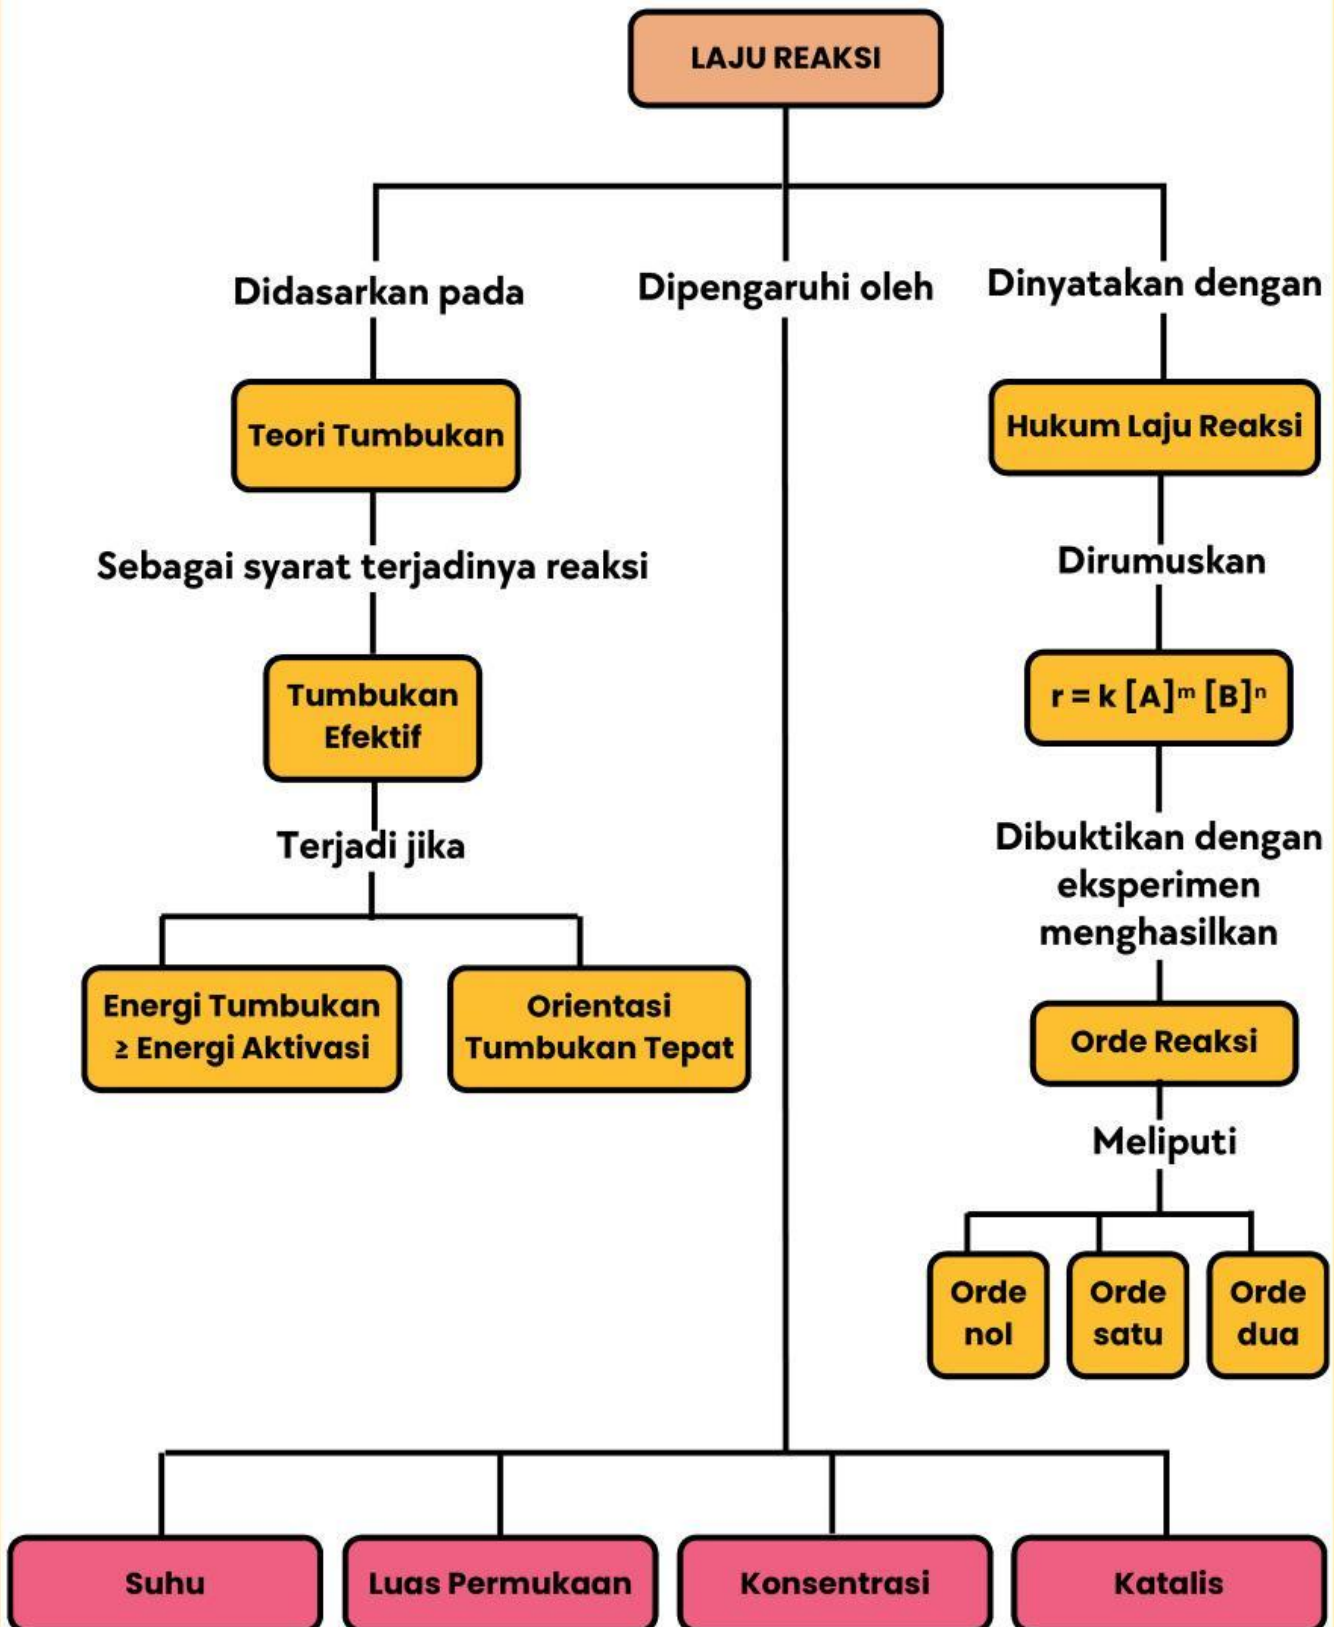 LAJU REAKSI
Didasarkan pada
Dipengaruhi oleh
Dinyatakan dengan
Teori Tumbukan
Hukum Laju Reaksi
Sebagai syarat terjadinya reaksi
Dirumuskan
Tumbukan
Efektif
r = k [A]ᵐ [B]ⁿ
Terjadi jika
Dibuktikan dengan
eksperimen
menghasilkan
Energi Tumbukan
≥ Energi Aktivasi
Orientasi
Tumbukan Tepat
Orde Reaksi
Meliputi
Orde
nol
Orde
satu
Orde
dua
Suhu
Luas Permukaan
Konsentrasi
Katalis